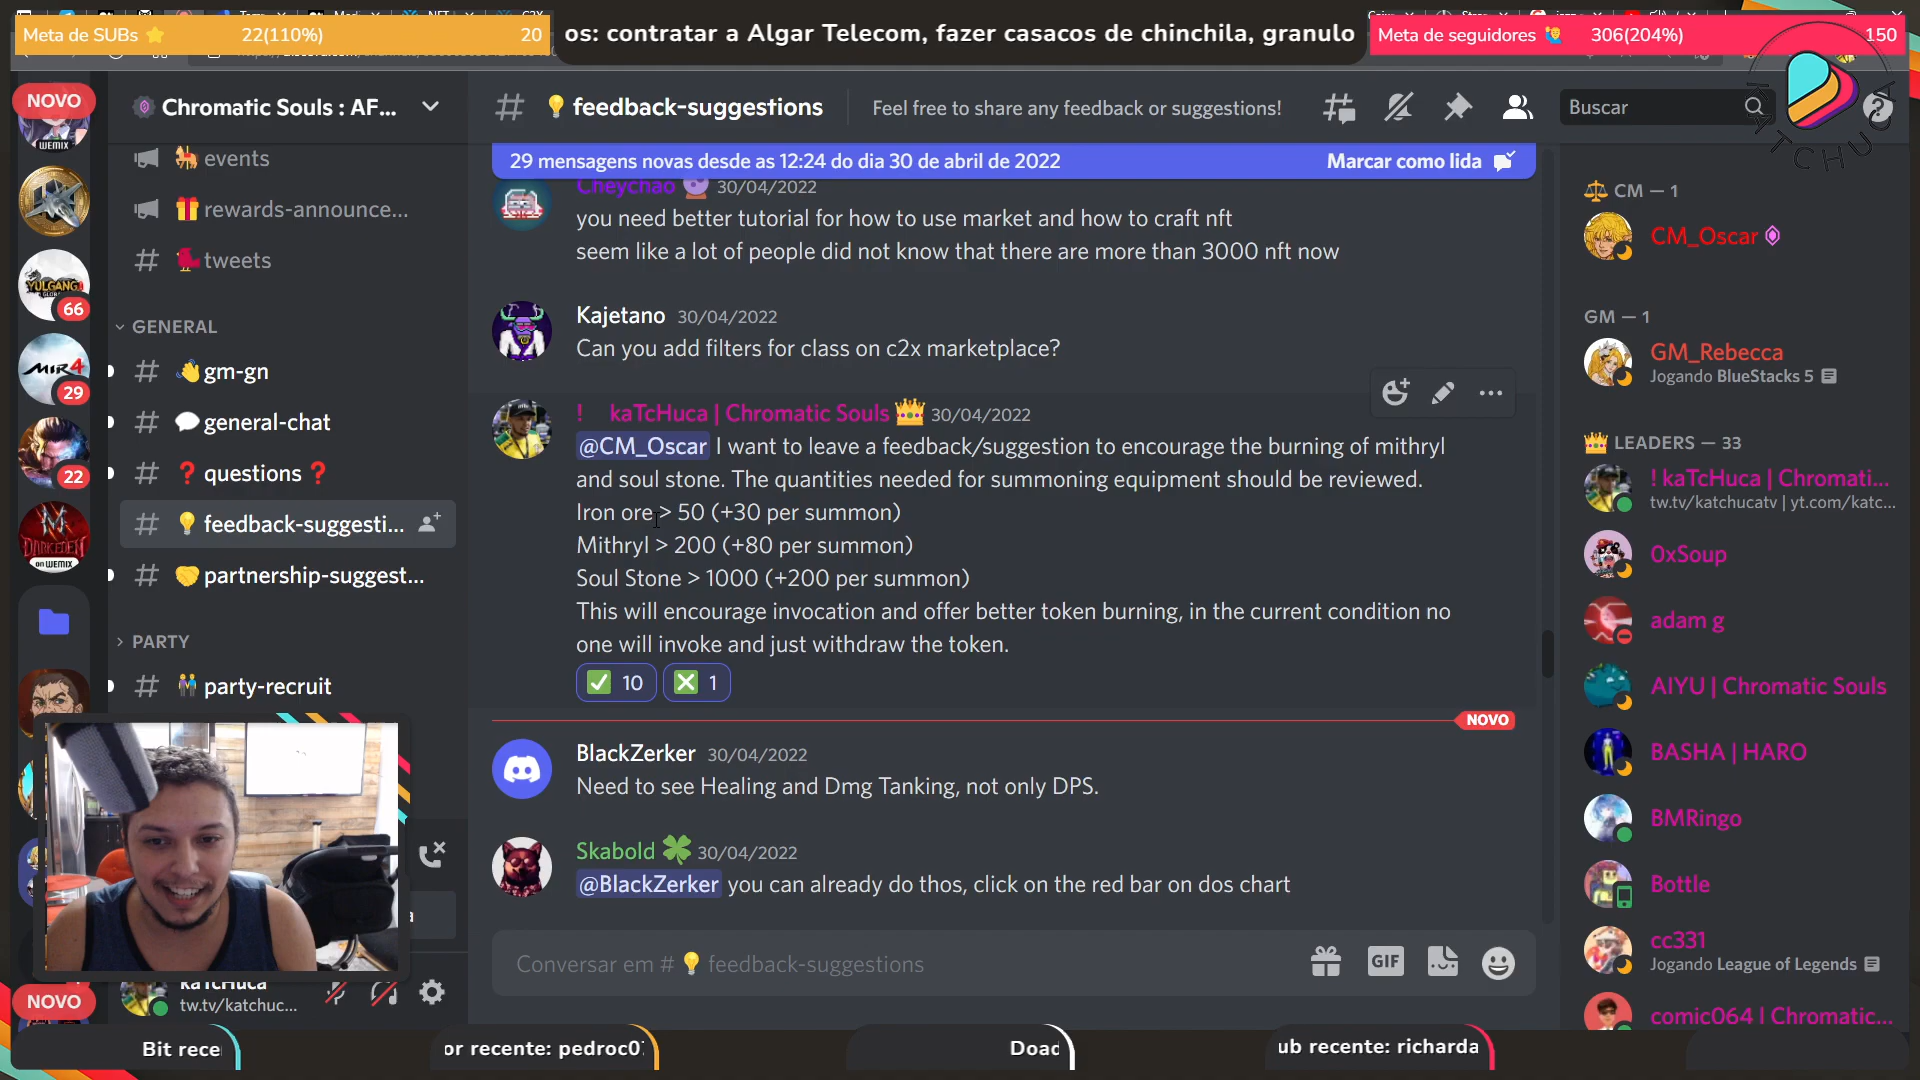 Meta de SUBs
22(110%)
20
os: contratar a Algar Telecom, fazer casacos de chinchila, granulo
Meta de seguidores
306(204%)
150
NOVO
Chromatic Souls : AF...
💡 feedback-suggestions
Feel free to share any feedback or suggestions!
Buscar
KATCHUCA
29 mensagens novas desde as 12:24 do dia 30 de abril de 2022
Marcar como lida
WEMIX
YULGANG
66
MIR4
29
22
DARKEDEN
on WEMIX
events
rewards-announce...
tweets
GENERAL
gm-gn
general-chat
❓ questions ❓
💡 feedback-suggesti...
partnership-suggest...
PARTY
party-recruit
Cheychao 30/04/2022
you need better tutorial for how to use market and how to craft nft
seem like a lot of people did not know that there are more than 3000 nft now
Kajetano 30/04/2022
Can you add filters for class on c2x marketplace?
! kaTcHuca | Chromatic Souls 30/04/2022
@CM_Oscar I want to leave a feedback/suggestion to encourage the burning of mithryl
and soul stone. The quantities needed for summoning equipment should be reviewed.
Iron ore > 50 (+30 per summon)
Mithryl > 200 (+80 per summon)
Soul Stone > 1000 (+200 per summon)
This will encourage invocation and offer better token burning, in the current condition no
one will invoke and just withdraw the token.
✅ 10 ❎ 1
NOVO
BlackZerker 30/04/2022
Need to see Healing and Dmg Tanking, not only DPS.
Skabold 30/04/2022
@BlackZerker you can already do thos, click on the red bar on dos chart
Conversar em # 💡 feedback-suggestions
GIF
CM — 1
CM_Oscar
GM — 1
GM_Rebecca
Jogando BlueStacks 5
LEADERS — 33
! kaTcHuca | Chromati...
tw.tv/katchucatv | yt.com/katc...
0xSoup
adam g
AIYU | Chromatic Souls
BASHA | HARO
BMRingo
Bottle
cc331
Jogando League of Legends
comic064 | Chromatic...
kaTcHuca
tw.tv/katchuc...
NOVO
Bit rece
or recente: pedroc0
Doad
ub recente: richarda